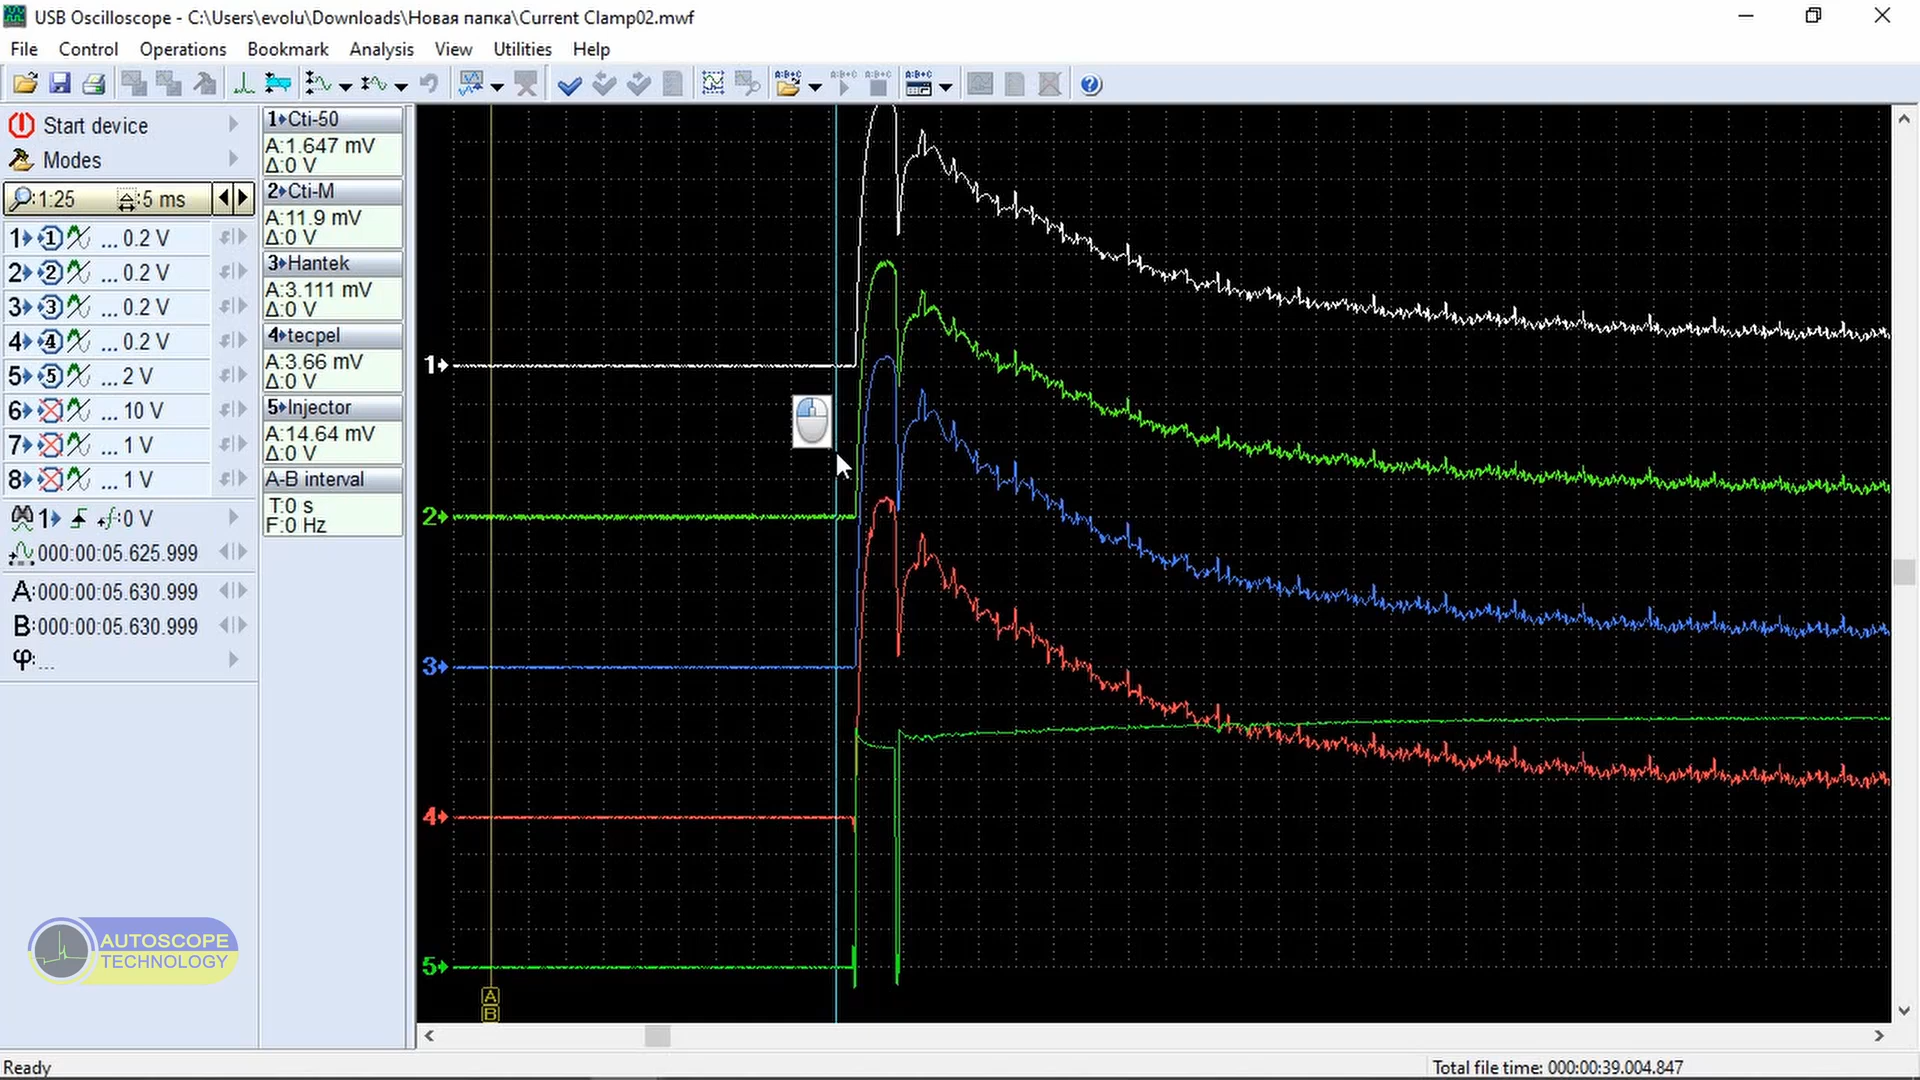 USB Oscilloscope - C:\Users\evolu\Downloads\Новая папка\Current Clamp02.mwf
File Control Operations Bookmark Analysis View Utilities Help
A:B+C A:B+C A:B+C A:B+C
Start device
Modes
:1:25 :5 ms
1 1 ... 0.2 V
2 2 ... 0.2 V
3 3 ... 0.2 V
4 4 ... 0.2 V
5 5 ... 2 V
6 ... 10 V
7 ... 1 V
8 ... 1 V
1 :0 V
000:00:05.625.999
A:000:00:05.630.999
B:000:00:05.630.999
φ:...
1 Cti-50
A:1.647 mV
Δ:0 V
2 Cti-M
A:11.9 mV
Δ:0 V
3 Hantek
A:3.111 mV
Δ:0 V
4 tecpel
A:3.66 mV
Δ:0 V
5 Injector
A:14.64 mV
Δ:0 V
A-B interval
T:0 s
F:0 Hz
1
2
3
4
5
A
B
AUTOSCOPE
TECHNOLOGY
Ready
Total file time: 000:00:39.004.847